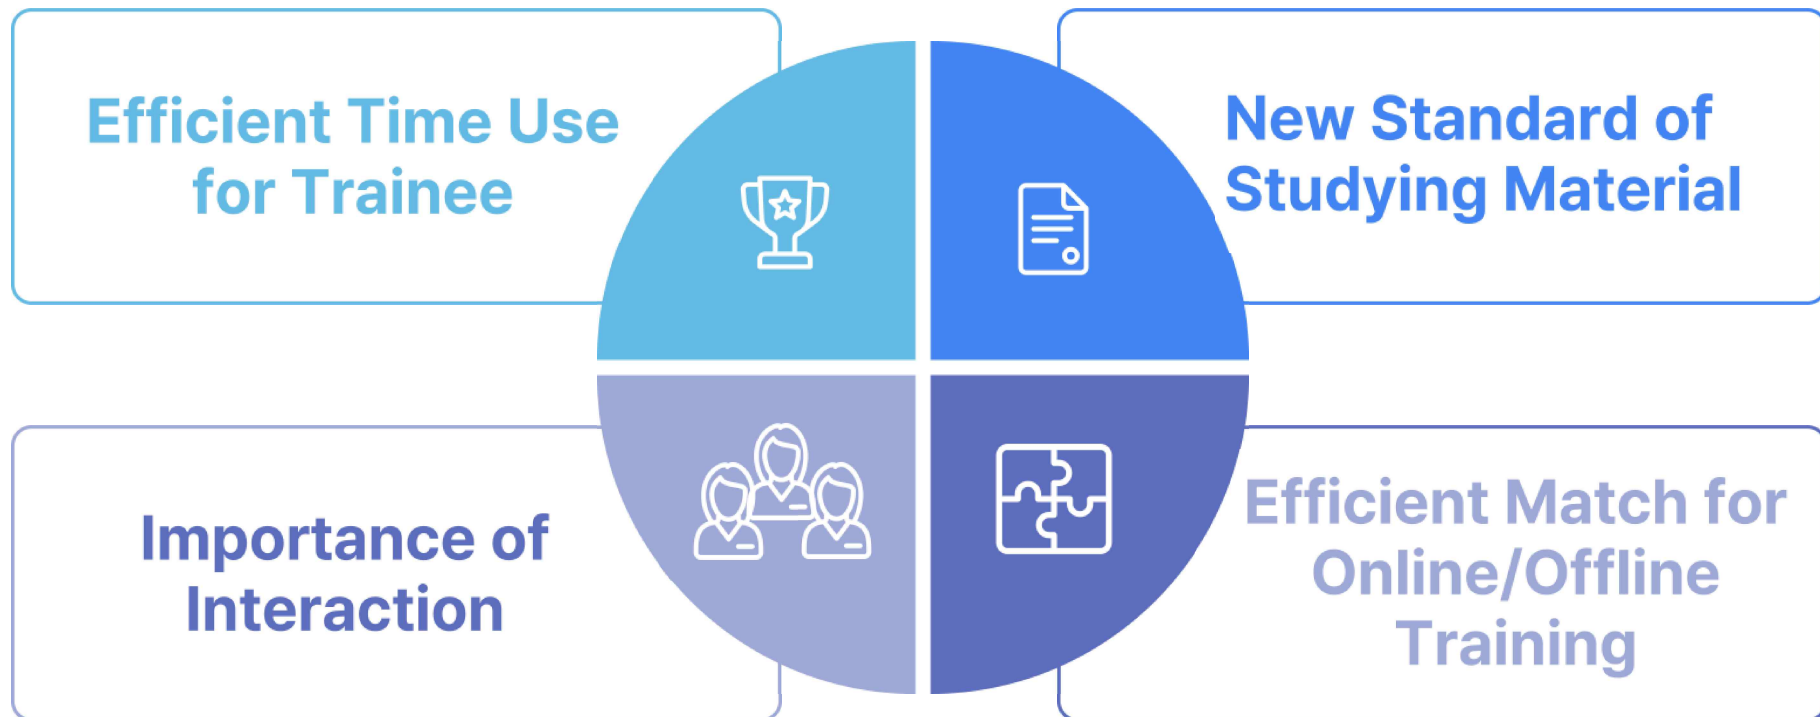 Efficient Time Use
for Trainee
New Standard of
Studying Material
Importance of
Interaction
Efficient Match for
Online/Offline
Training